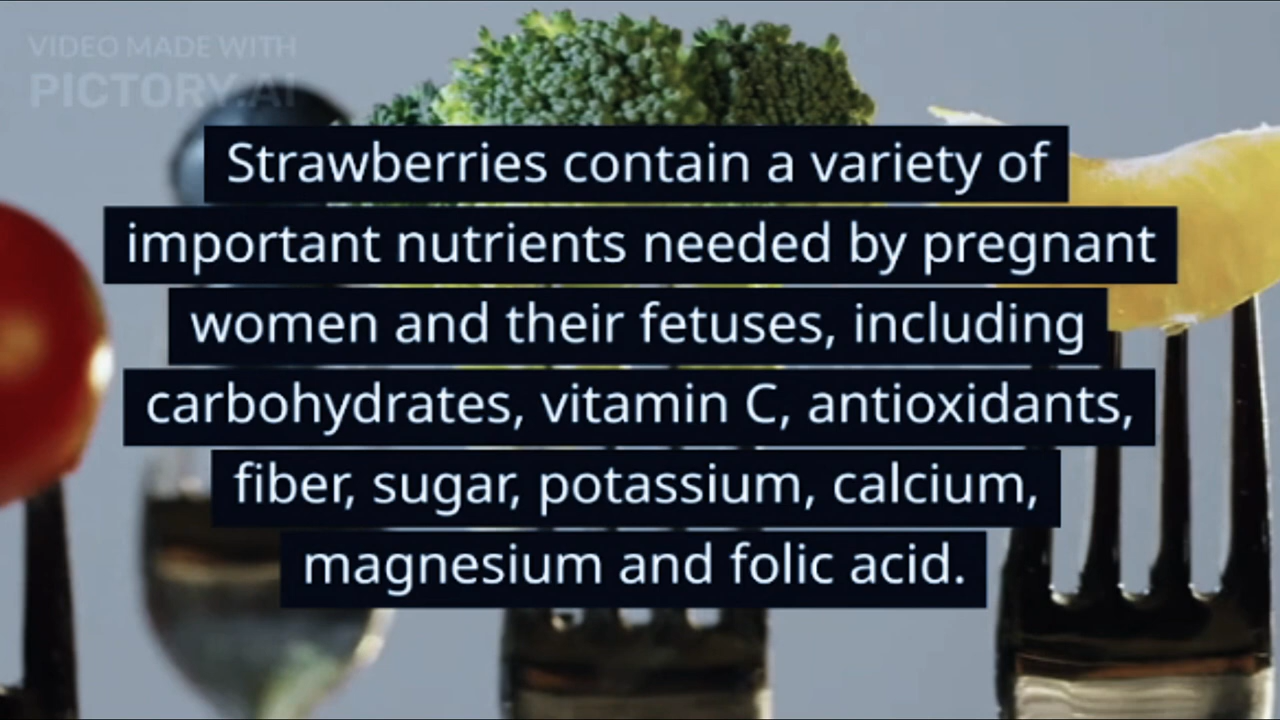 VIDEO MADE WITH
PICTORY.AI
Strawberries contain a variety of
important nutrients needed by pregnant
women and their fetuses, including
carbohydrates, vitamin C, antioxidants,
fiber, sugar, potassium, calcium,
magnesium and folic acid.